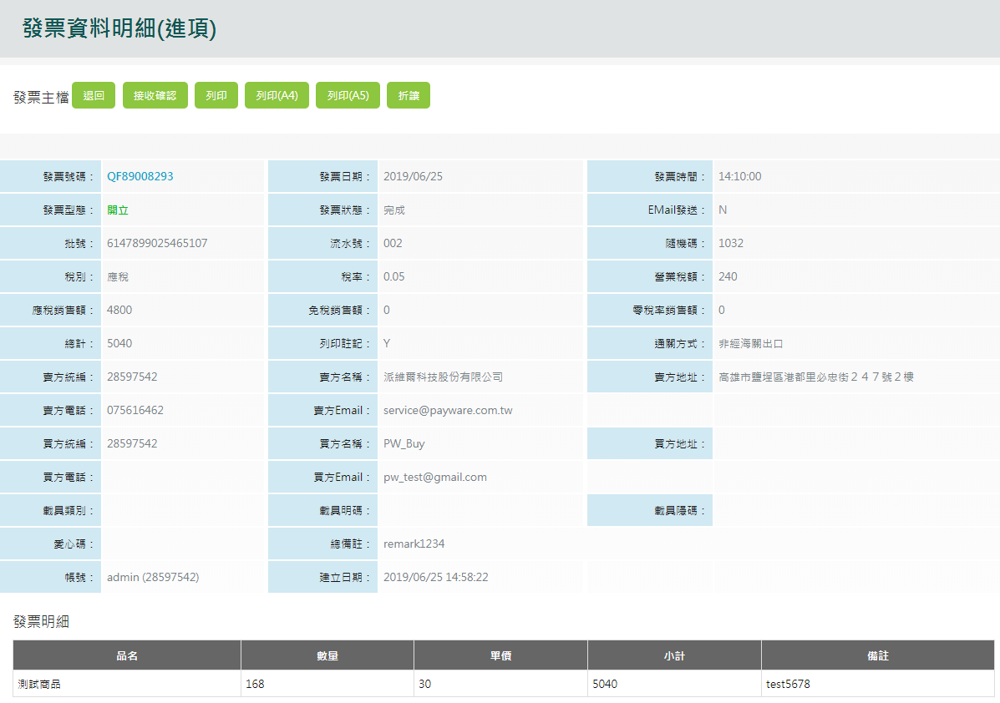 發票資料明細(進項)
發票主檔 退回 接收確認 列印 列印(A4) 列印(A5) 折讓
發票號碼： QF89008293 發票日期： 2019/06/25 發票時間： 14:10:00
發票型態： 開立 發票狀態： 完成 EMail發送： N
批號： 6147899025465107 流水號： 002 隨機碼： 1032
稅別： 應稅 稅率： 0.05 營業稅額： 240
應稅銷售額： 4800 免稅銷售額： 0 零稅率銷售額： 0
總計： 5040 列印註記： Y 通關方式： 非經海關出口
賣方統編： 28597542 賣方名稱： 派維爾科技股份有限公司 賣方地址： 高雄市鹽埕區港都里必忠街２４７號２樓
賣方電話： 075616462 賣方Email： service@payware.com.tw
買方統編： 28597542 買方名稱： PW_Buy 買方地址：
買方電話： 買方Email： pw_test@gmail.com
載具類別： 載具明碼： 載具隱碼：
愛心碼： 總備註： remark1234
帳號： admin (28597542) 建立日期： 2019/06/25 14:58:22
發票明細
品名 數量 單價 小計 備註
測試商品 168 30 5040 test5678